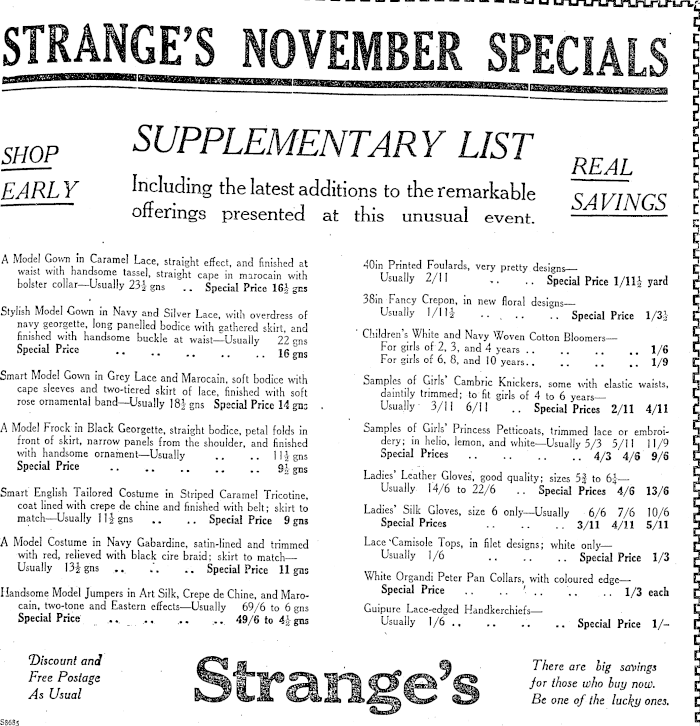 STRANGE'S NOVEMBER SPECIALS
SHOP
EARLY
SUPPLEMENTARY LIST
Including the latest additions to the remarkable
offerings presented at this unusual event.
REAL
SAVINGS
A Model Gown in Caramel Lace, straight effect, and finished at
waist with handsome tassel, straight cape in marocain with
bolster collar—Usually 23½ gns .. Special Price 16½ gns
Stylish Model Gown in Navy and Silver Lace, with overdress of
navy georgette, long panelled bodice with gathered skirt, and
finished with handsome buckle at waist—Usually 22 gns
Special Price .. .. .. .. .. 16 gns
Smart Model Gown in Grey Lace and Marocain, soft bodice with
cape sleeves and two-tiered skirt of lace, finished with soft
rose ornamental band—Usually 18½ gns Special Price 14 gns
A Model Frock in Black Georgette, straight bodice, petal folds in
front of skirt, narrow panels from the shoulder, and finished
with handsome ornament—Usually .. .. 11½ gns
Special Price .. .. .. .. .. 9½ gns
Smart English Tailored Costume in Striped Caramel Tricotine,
coat lined with crepe de chine and finished with belt; skirt to
match—Usually 11½ gns .. .. Special Price 9 gns
A Model Costume in Navy Gabardine, satin-lined and trimmed
with red, relieved with black cire braid; skirt to match—
Usually 13½ gns .. .. .. Special Price 11 gns
Handsome Model Jumpers in Art Silk, Crepe de Chine, and Maro-
cain, two-tone and Eastern effects—Usually 69/6 to 6 gns
Special Price .. .. .. .. 49/6 to 4½ gns
40in Printed Foulards, very pretty designs—
Usually 2/11 .. .. Special Price 1/11½ yard
38in Fancy Crepon, in new floral designs—
Usually 1/11½ .. .. .. Special Price 1/3½
Children's White and Navy Woven Cotton Bloomers—
For girls of 2, 3, and 4 years .. .. .. .. 1/6
For girls of 6, 8, and 10 years .. .. .. .. 1/9
Samples of Girls' Cambric Knickers, some with elastic waists,
daintily trimmed; to fit girls of 4 to 6 years—
Usually 3/11 6/11 .. Special Prices 2/11 4/11
Samples of Girls' Princess Petticoats, trimmed lace or embroi-
dery; in helio, lemon, and white—Usually 5/3 5/11 11/9
Special Prices .. .. .. .. 4/3 4/6 9/6
Ladies' Leather Gloves, good quality; sizes 5¾ to 6¼—
Usually 14/6 to 22/6 .. Special Prices 4/6 13/6
Ladies' Silk Gloves, size 6 only—Usually 6/6 7/6 10/6
Special Prices .. .. .. 3/11 4/11 5/11
Lace Camisole Tops, in filet designs; white only—
Usually 1/6 .. .. .. Special Price 1/3
White Organdi Peter Pan Collars, with coloured edge—
Special Price .. .. .. .. .. 1/3 each
Guipure Lace-edged Handkerchiefs—
Usually 1/6 .. .. .. .. Special Price 1/-
Discount and
Free Postage
As Usual
Strange's
There are big savings
for those who buy now.
Be one of the lucky ones.
S8685